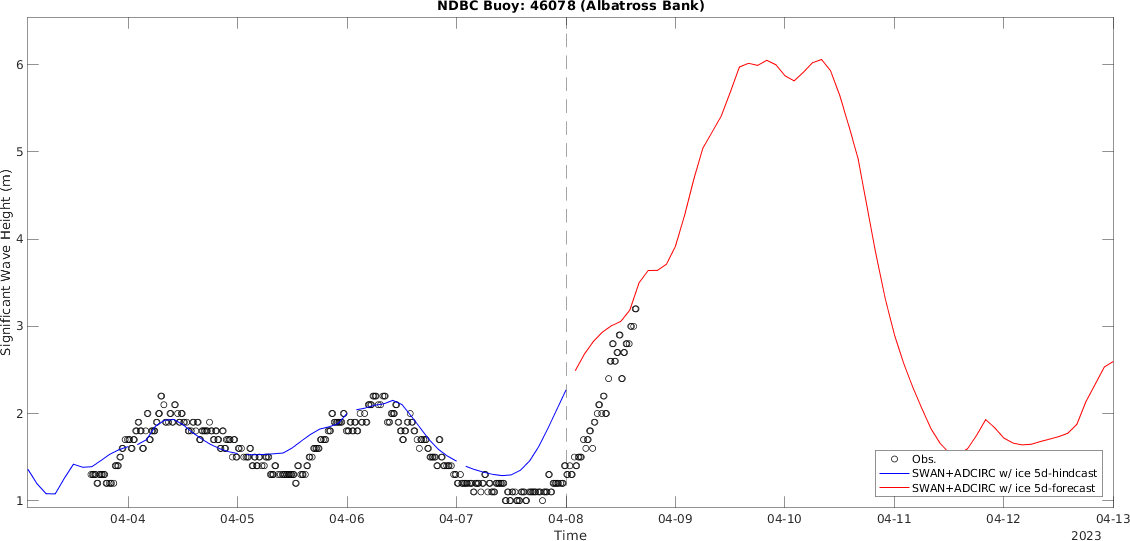 NDBC Buoy: 46078 (Albatross Bank)
Significant Wave Height (m)
6
5
4
3
2
1
Obs.
SWAN+ADCIRC w/ ice 5d-hindcast
SWAN+ADCIRC w/ ice 5d-forecast
04-04 04-05 04-06 04-07 04-08 04-09 04-10 04-11 04-12 04-13
Time
2023